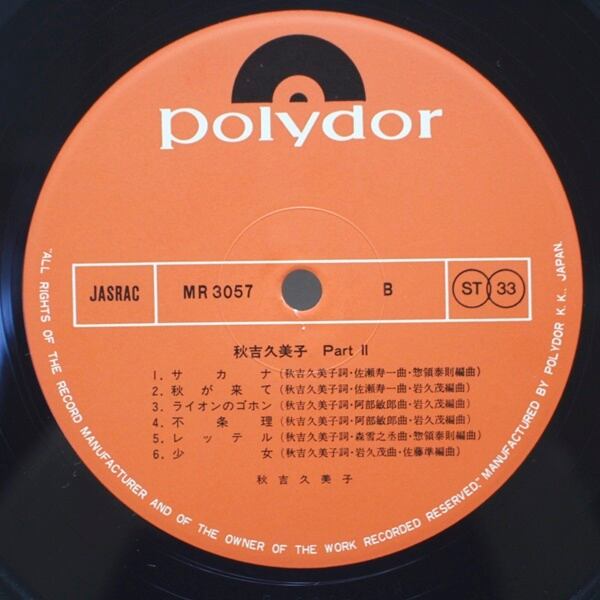 polydor
JASRAC MR 3057 B ST 33
秋吉久美子 Part II
1. サカナ (秋吉久美子詞・佐瀬寿一曲・惣領泰則編曲)
2. 秋が来て (秋吉久美子詞・佐瀬寿一曲・岩久茂編曲)
3. ライオンのゴホン (秋吉久美子詞・阿部敏郎曲・岩久茂編曲)
4. 不条理 (秋吉久美子詞・阿部敏郎曲・岩久茂編曲)
5. レッテル (秋吉久美子詞・森雪之丞曲・惣領泰則編曲)
6. 少女 (秋吉久美子詞・岩久茂曲・佐藤準編曲)
秋吉久美子
"ALL RIGHTS OF THE RECORD MANUFACTURER AND OF THE OWNER OF THE WORK RECORDED RESERVED." MANUFACTURED BY POLYDOR K.K., JAPAN.